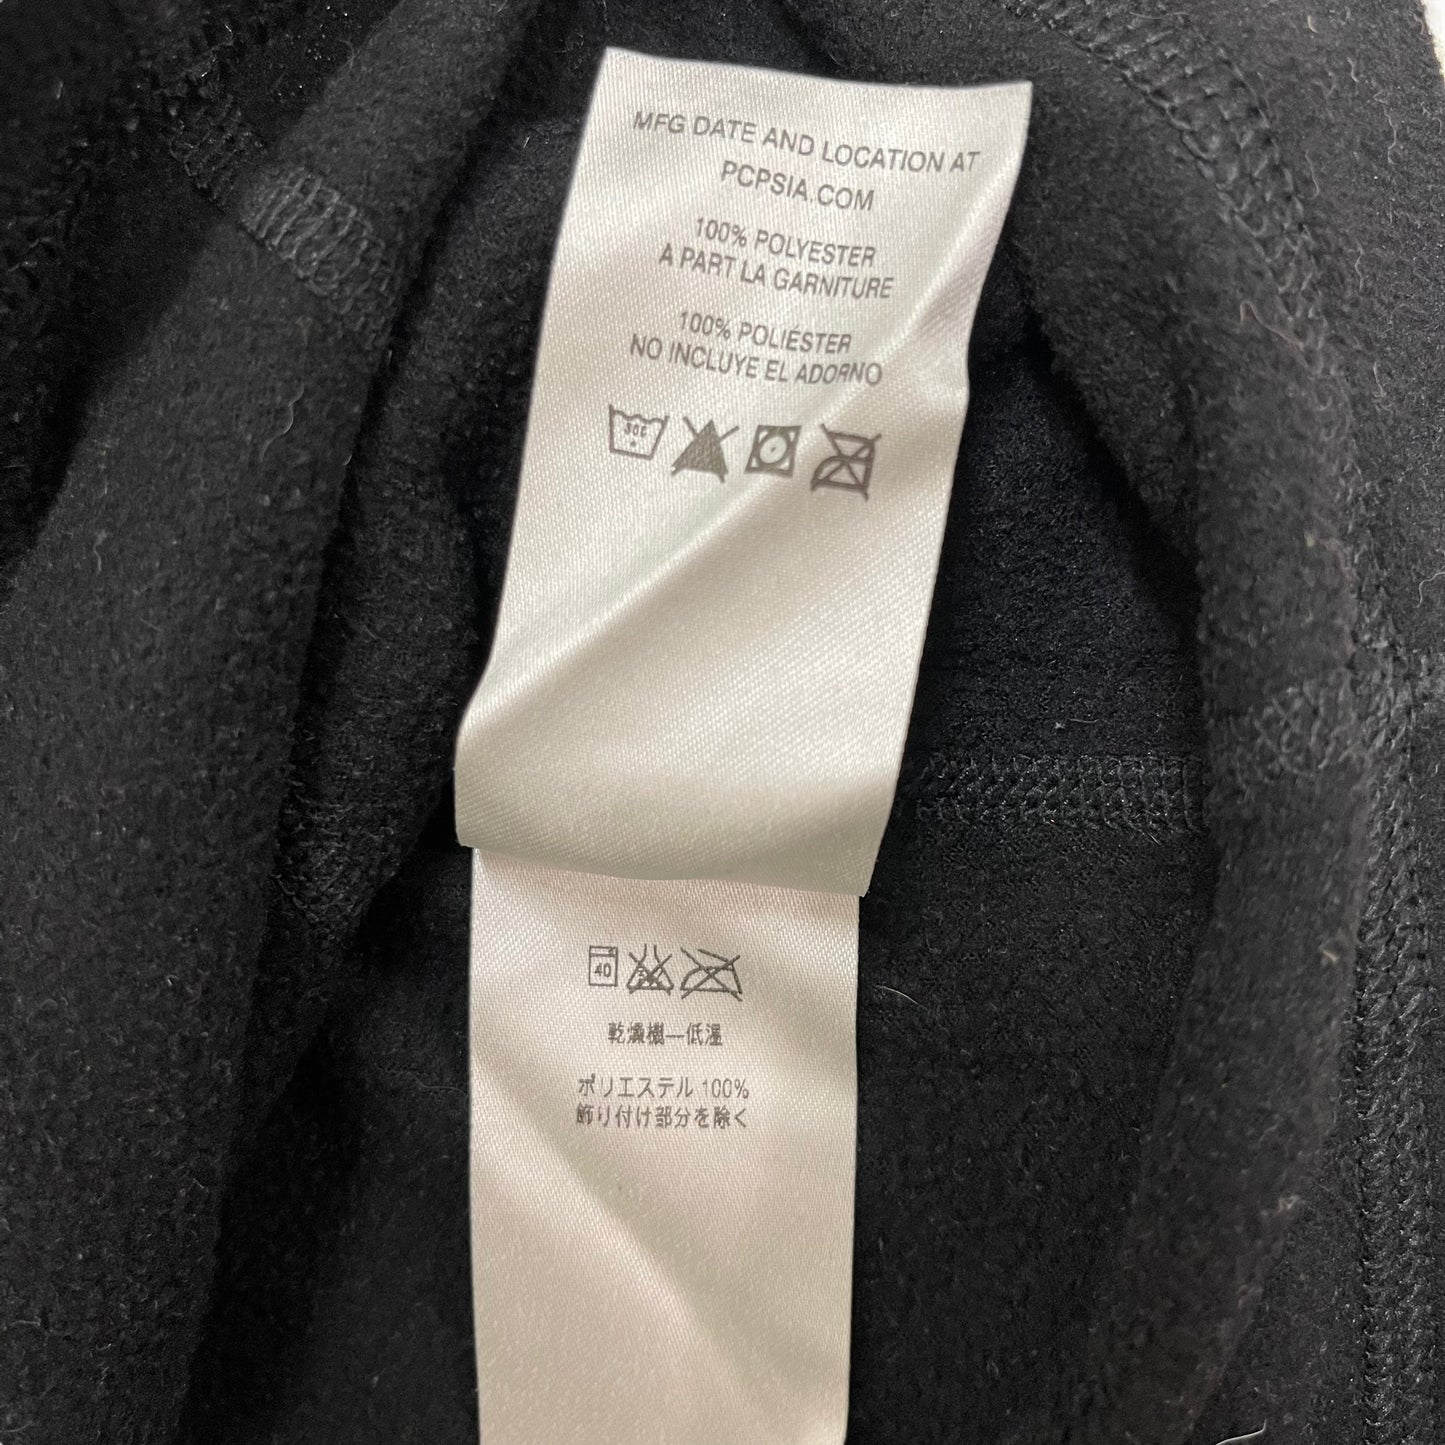 MFG DATE AND LOCATION AT
PCPSIA.COM
100% POLYESTER
A PART LA GARNITURE
100% POLIÉSTER
NO INCLUYE EL ADORNO
30C
40
乾燥機—低温
ポリエステル 100%
飾り付け部分を除く